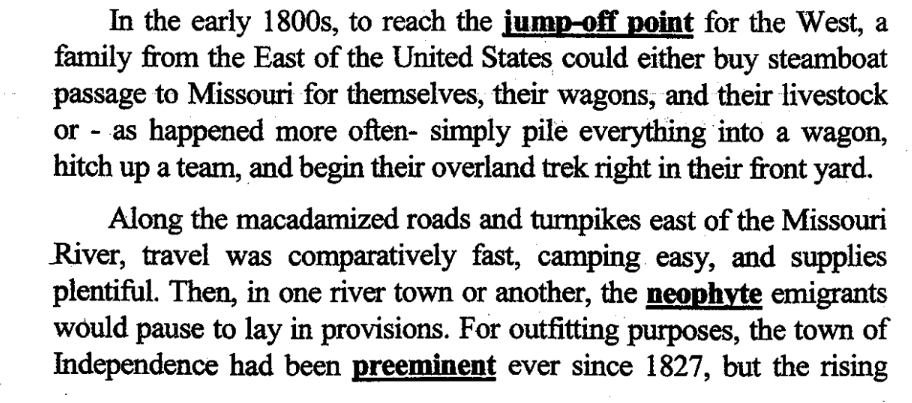 In the early 1800s, to reach the jump-off point for the West, a
family from the East of the United States could either buy steamboat
passage to Missouri for themselves, their wagons, and their livestock
or - as happened more often- simply pile everything into a wagon,
hitch up a team, and begin their overland trek right in their front yard.
Along the macadamized roads and turnpikes east of the Missouri
River, travel was comparatively fast, camping easy, and supplies
plentiful. Then, in one river town or another, the neophyte emigrants
would pause to lay in provisions. For outfitting purposes, the town of
Independence had been preeminent ever since 1827, but the rising